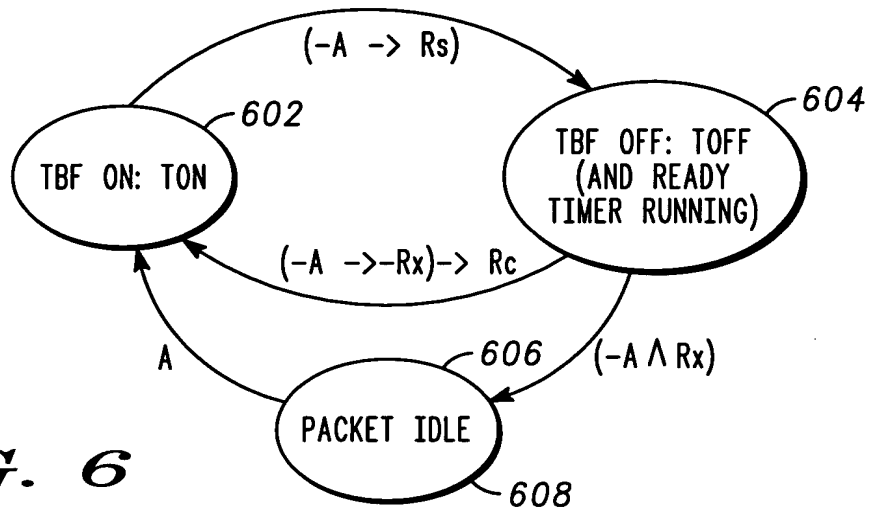 (-A -> Rs)
602
604
TBF ON: TON
TBF OFF: TOFF
(AND READY
TIMER RUNNING)
(-A ->-Rx)-> Rc
A
606
(-A Λ Rx)
PACKET IDLE
608
G. 6